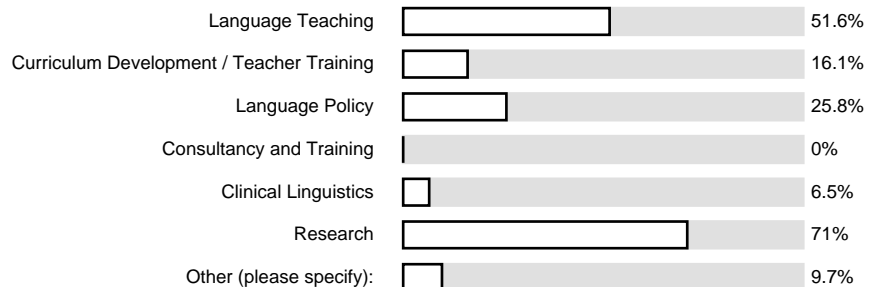 Language Teaching 51.6%
Curriculum Development / Teacher Training 16.1%
Language Policy 25.8%
Consultancy and Training 0%
Clinical Linguistics 6.5%
Research 71%
Other (please specify): 9.7%